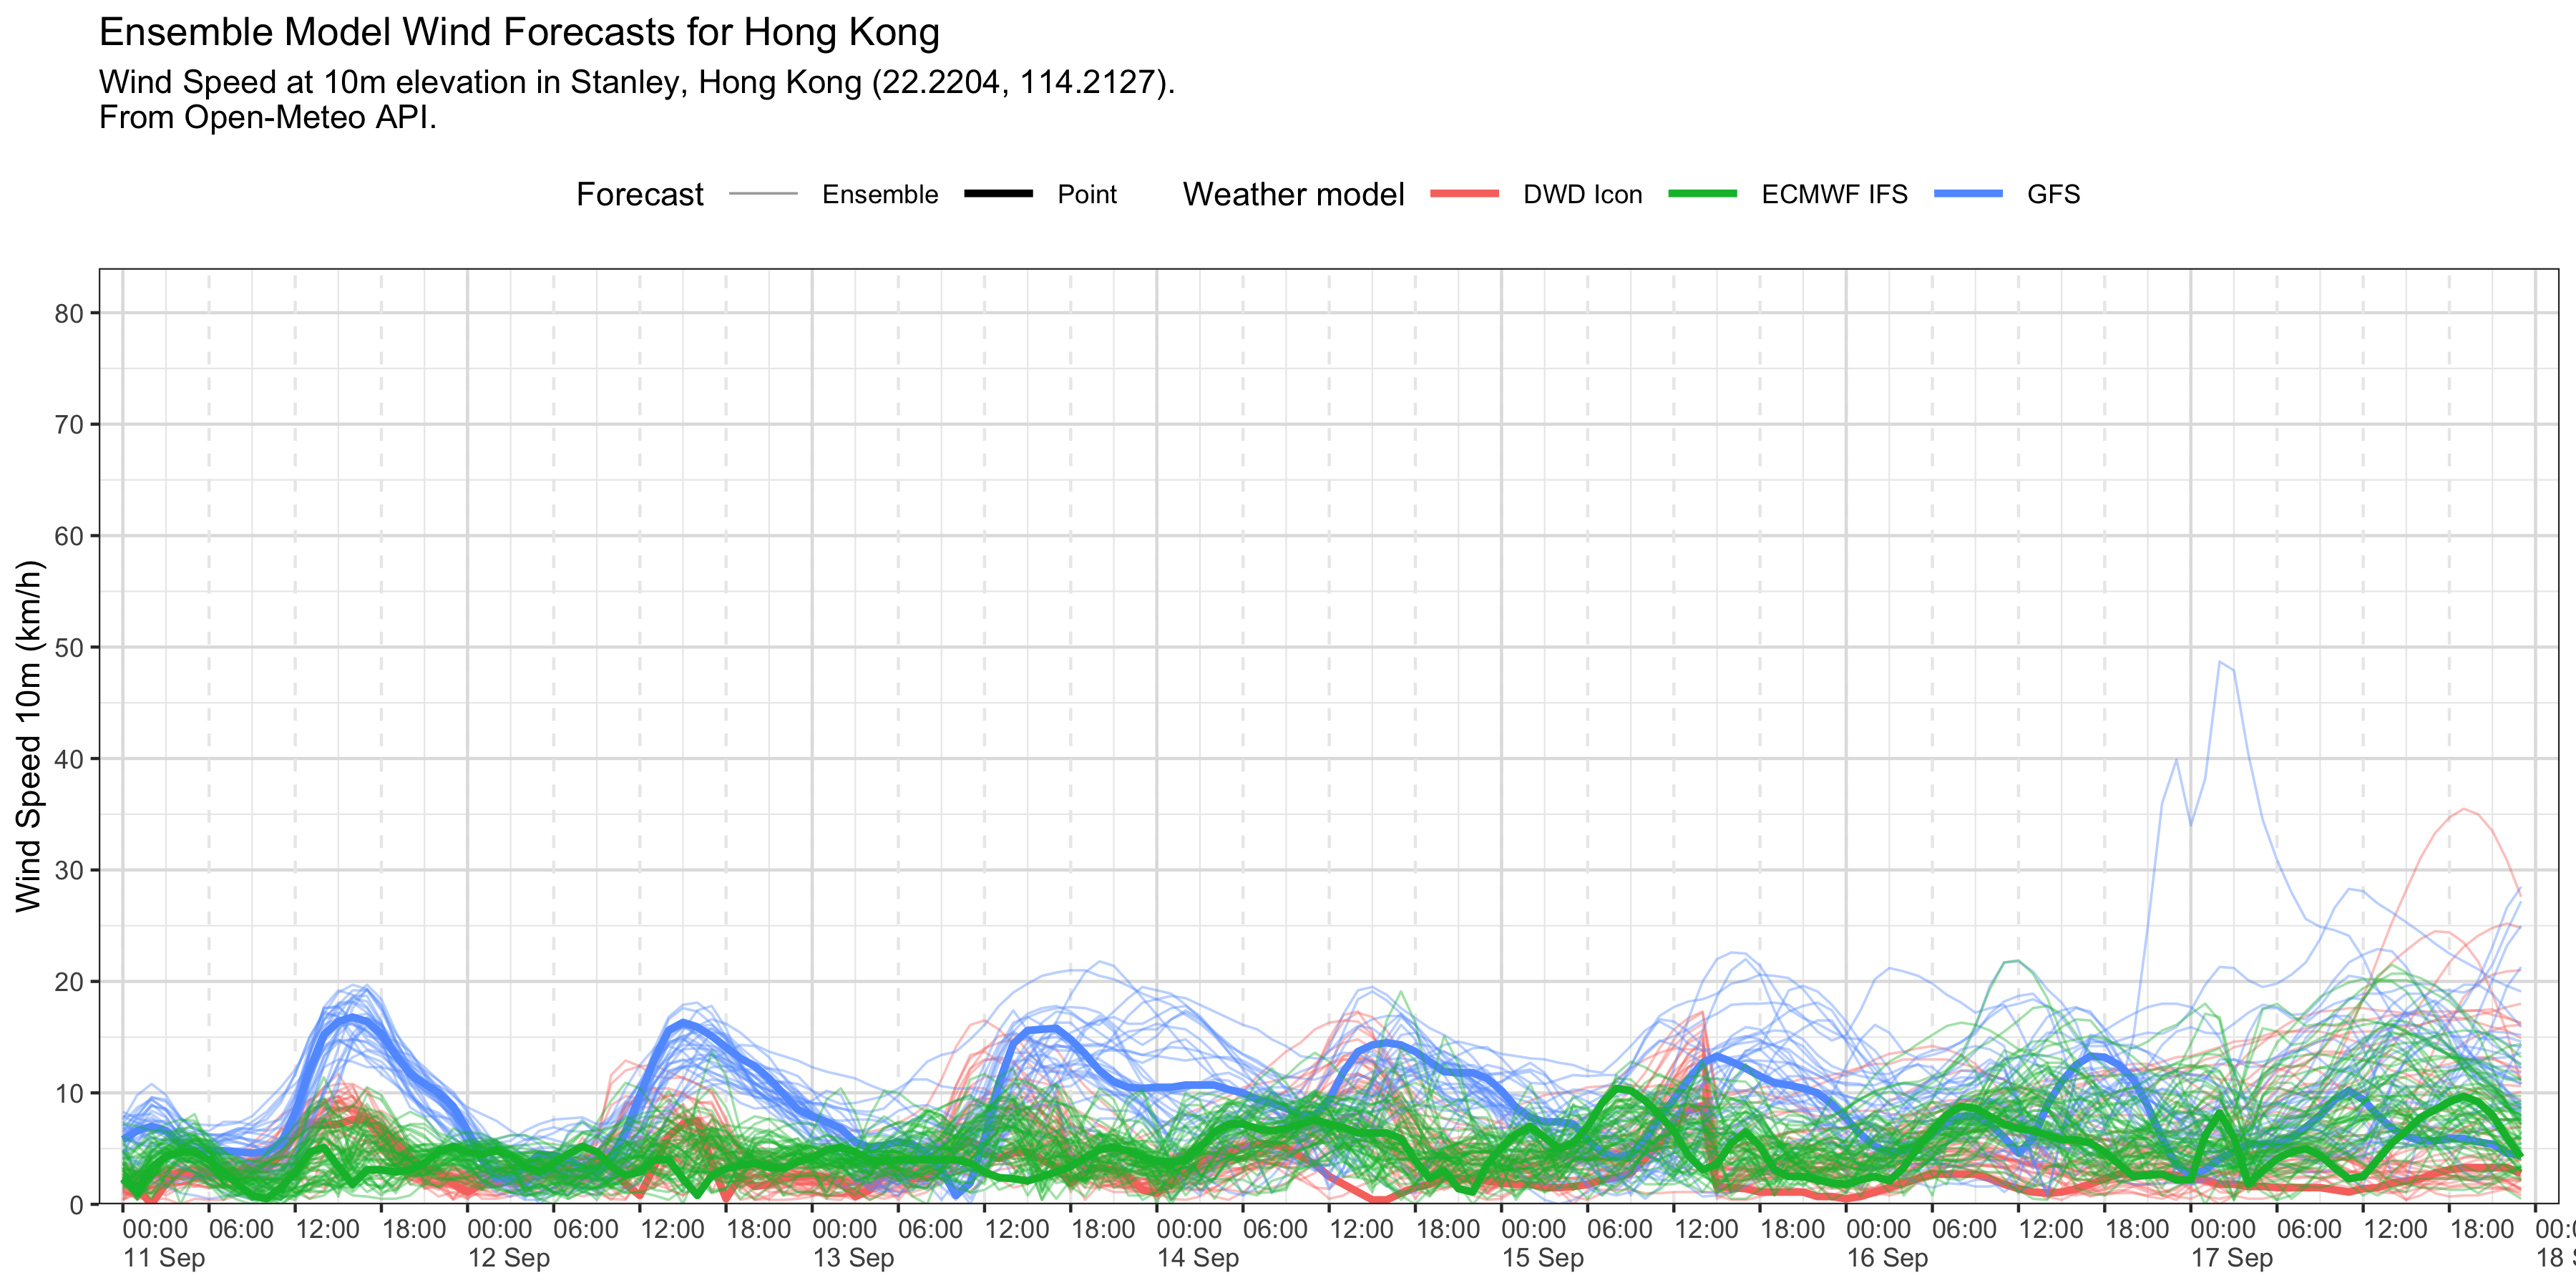 Ensemble Model Wind Forecasts for Hong Kong
Wind Speed at 10m elevation in Stanley, Hong Kong (22.2204, 114.2127).
From Open-Meteo API.
Forecast Ensemble Point Weather model DWD Icon ECMWF IFS GFS
Wind Speed 10m (km/h)
80
70
60
50
40
30
20
10
0
00:00 06:00 12:00 18:00 00:00 06:00 12:00 18:00 00:00 06:00 12:00 18:00 00:00 06:00 12:00 18:00 00:00 06:00 12:00 18:00 00:00 06:00 12:00 18:00 00:00 06:00 12:00 18:00
11 Sep 12 Sep 13 Sep 14 Sep 15 Sep 16 Sep 17 Sep 18